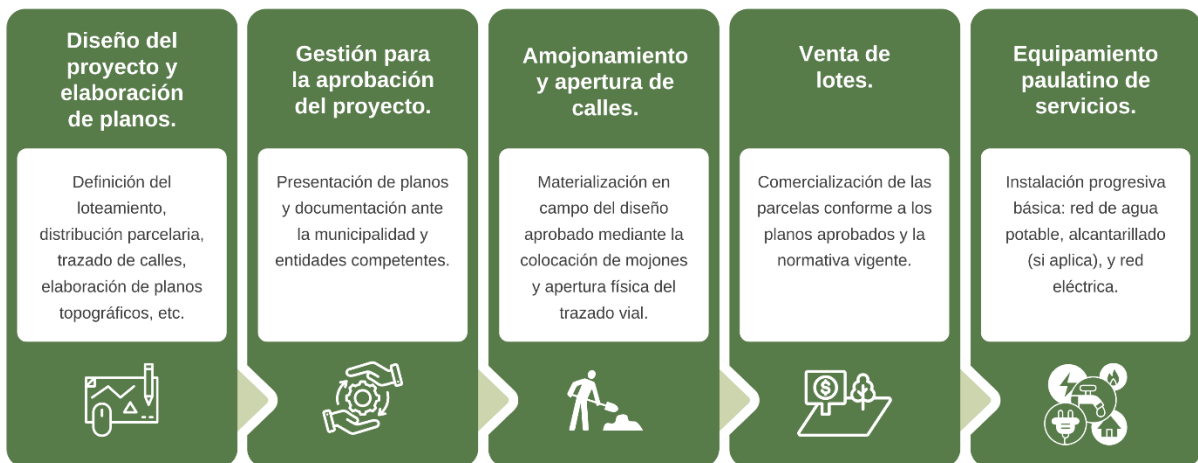 Diseño del
proyecto y
elaboración
de planos.
Definición del
loteamiento,
distribución parcelaria,
trazado de calles,
elaboración de planos
topográficos, etc.
Gestión para
la aprobación
del proyecto.
Presentación de planos
y documentación ante
la municipalidad y
entidades competentes.
Amojonamiento
y apertura de
calles.
Materialización en
campo del diseño
aprobado mediante la
colocación de mojones
y apertura física del
trazado vial.
Venta de
lotes.
Comercialización de las
parcelas conforme a los
planos aprobados y la
normativa vigente.
Equipamiento
paulatino de
servicios.
Instalación progresiva
básica: red de agua
potable, alcantarillado
(si aplica), y red
eléctrica.